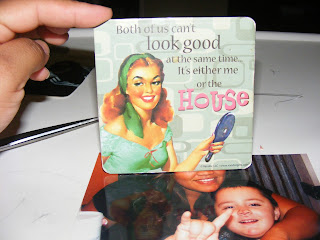 Both of us can't
look good
at the same time.
It's either me
or the
HOUSE